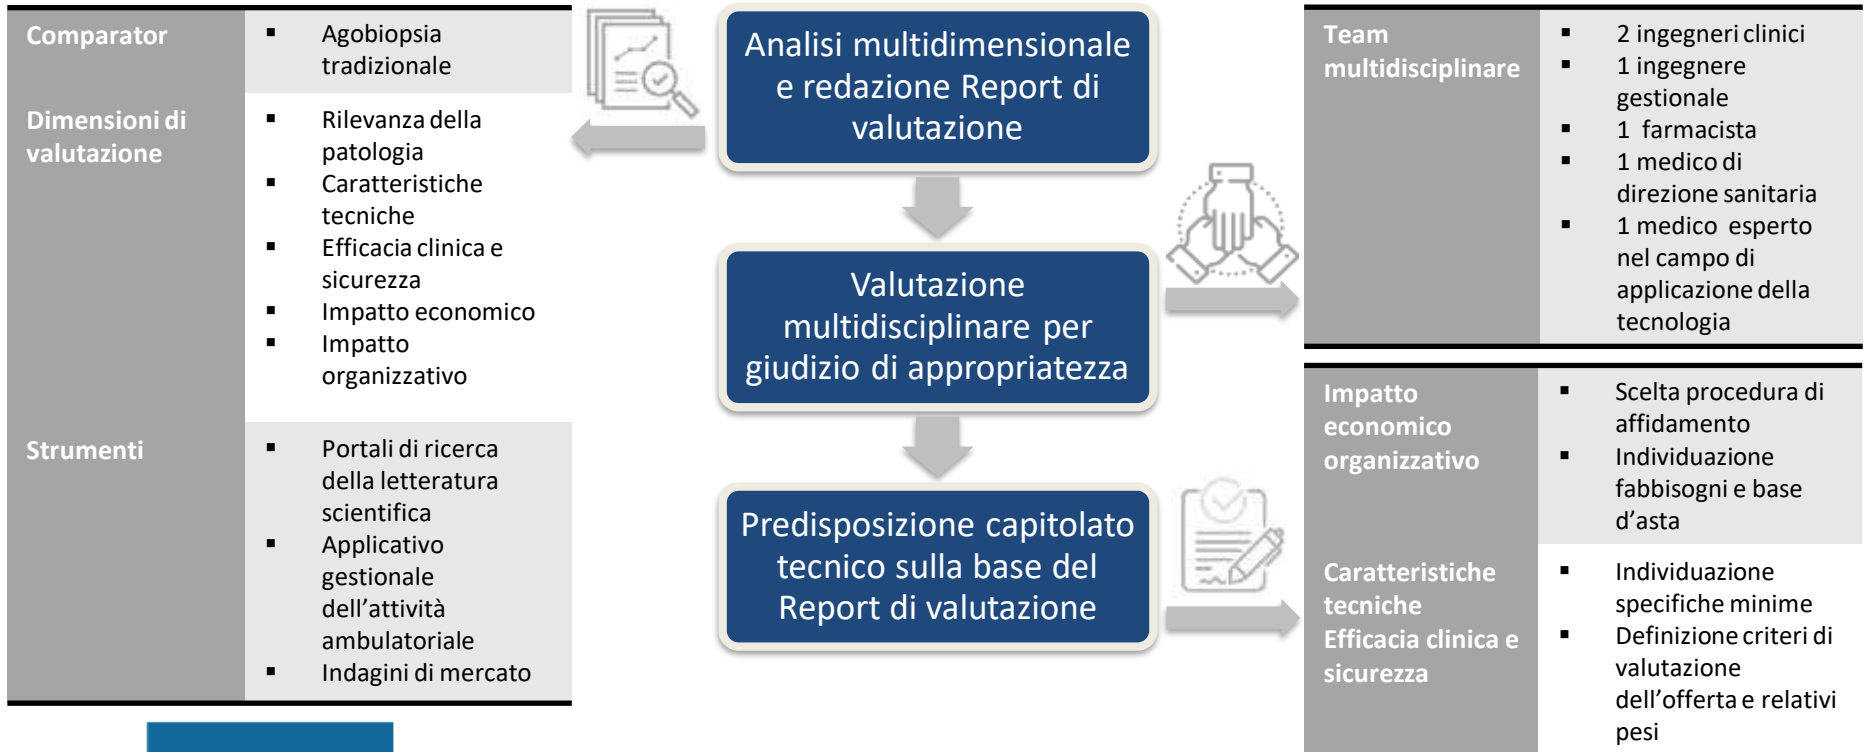 Comparator
▪ Agobiopsia
tradizionale
Dimensioni di
valutazione
▪ Rilevanza della
patologia
▪ Caratteristiche
tecniche
▪ Efficacia clinica e
sicurezza
▪ Impatto economico
▪ Impatto
organizzativo
Strumenti
▪ Portali di ricerca
della letteratura
scientifica
▪ Applicativo
gestionale
dell'attività
ambulatoriale
▪ Indagini di mercato
Analisi multidimensionale
e redazione Report di
valutazione
Valutazione
multidisciplinare per
giudizio di appropriatezza
Predisposizione capitolato
tecnico sulla base del
Report di valutazione
Team
multidisciplinare
▪ 2 ingegneri clinici
▪ 1 ingegnere
gestionale
▪ 1 farmacista
▪ 1 medico di
direzione sanitaria
▪ 1 medico esperto
nel campo di
applicazione della
tecnologia
Impatto
economico
organizzativo
▪ Scelta procedura di
affidamento
▪ Individuazione
fabbisogni e base
d'asta
Caratteristiche
tecniche
Efficacia clinica e
sicurezza
▪ Individuazione
specifiche minime
▪ Definizione criteri di
valutazione
dell'offerta e relativi
pesi